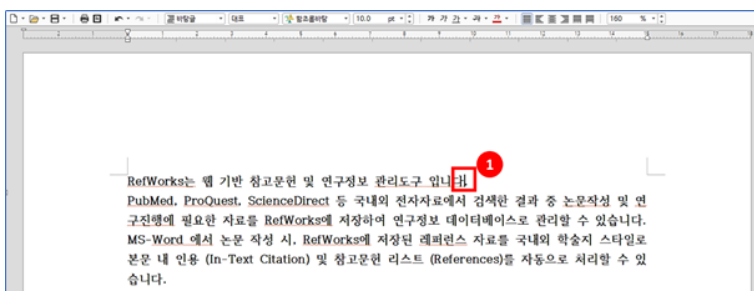 바탕글 대표 함초롬바탕 10.0 pt 가 가 가 가 가 160 %
1
RefWorks는 웹 기반 참고문헌 및 연구정보 관리도구 입니다.
PubMed, ProQuest, ScienceDirect 등 국내외 전자자료에서 검색한 결과 중 논문작성 및 연
구진행에 필요한 자료를 RefWorks에 저장하여 연구정보 데이터베이스로 관리할 수 있습니다.
MS-Word 에서 논문 작성 시, RefWorks에 저장된 레퍼런스 자료를 국내외 학술지 스타일로
본문 내 인용 (In-Text Citation) 및 참고문헌 리스트 (References)를 자동으로 처리할 수 있
습니다.